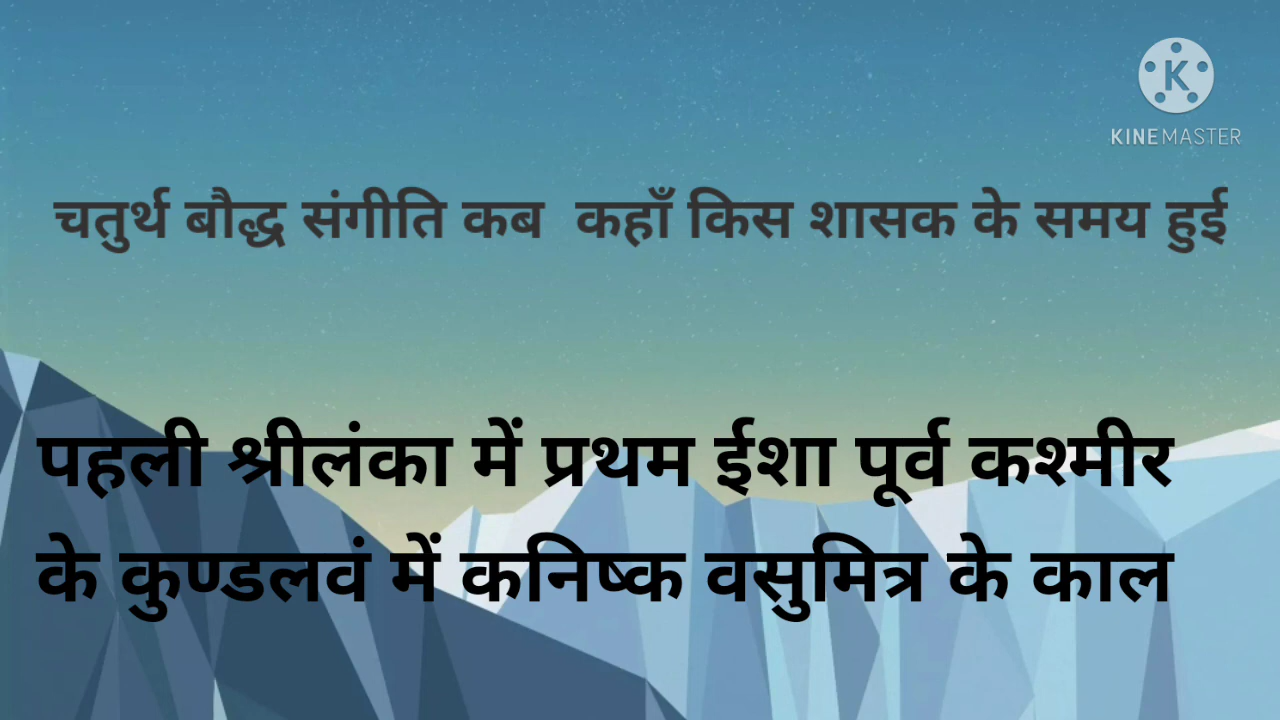 K
KINEMASTER
चतुर्थ बौद्ध संगीति कब कहाँ किस शासक के समय हुई
पहली श्रीलंका में प्रथम ईशा पूर्व कश्मीर
के कुण्डलवं में कनिष्क वसुमित्र के काल